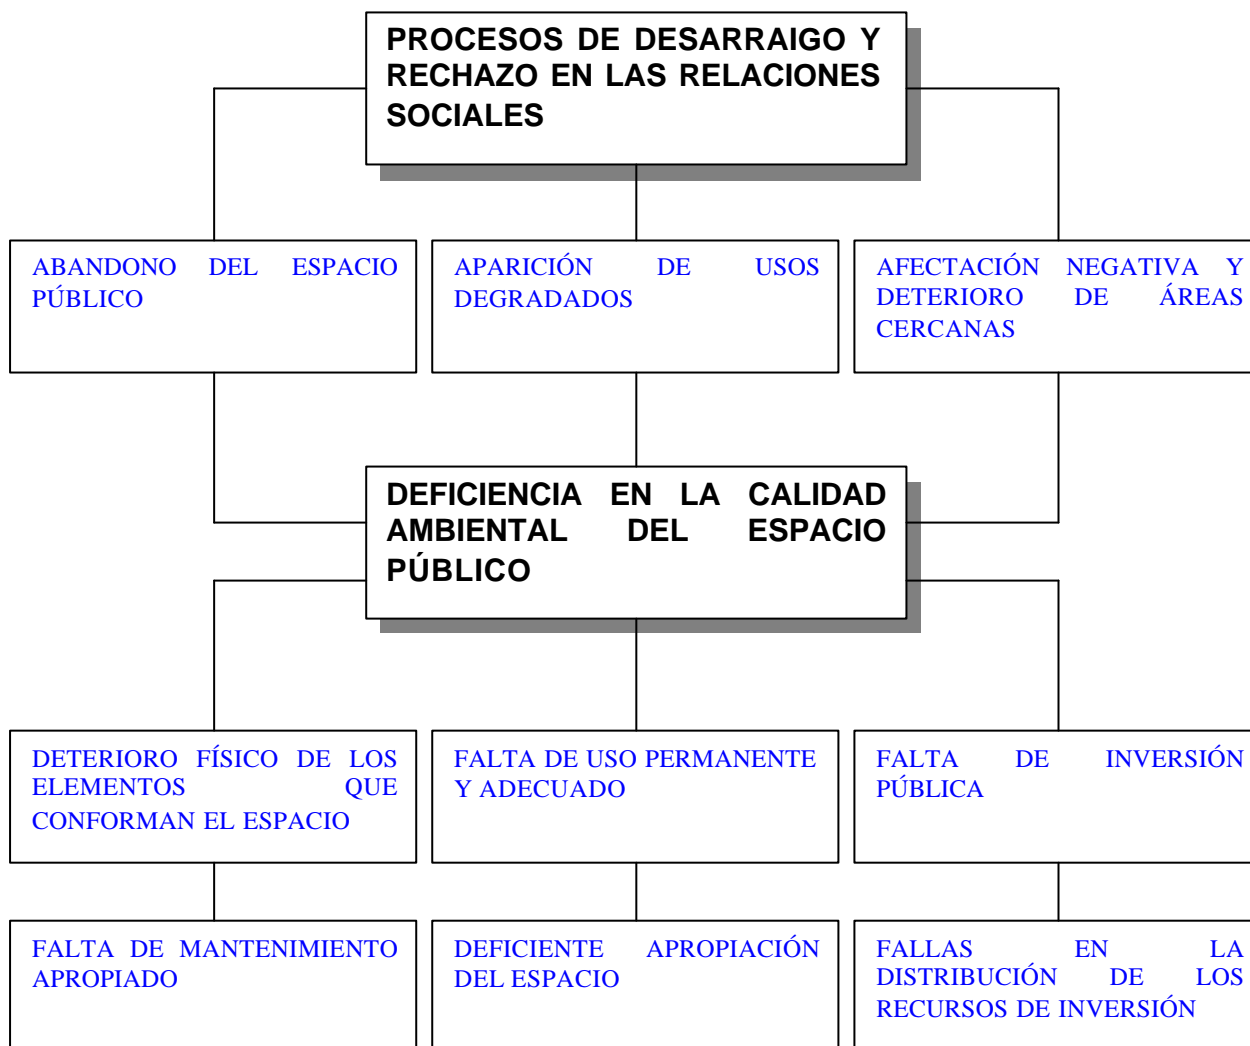 PROCESOS DE DESARRAIGO Y
RECHAZO EN LAS RELACIONES
SOCIALES
ABANDONO DEL ESPACIO
PÚBLICO
APARICIÓN DE USOS
DEGRADADOS
AFECTACIÓN NEGATIVA Y
DETERIORO DE ÁREAS
CERCANAS
DEFICIENCIA EN LA CALIDAD
AMBIENTAL DEL ESPACIO
PÚBLICO
DETERIORO FÍSICO DE LOS
ELEMENTOS QUE
CONFORMAN EL ESPACIO
FALTA DE USO PERMANENTE
Y ADECUADO
FALTA DE INVERSIÓN
PÚBLICA
FALTA DE MANTENIMIENTO
APROPIADO
DEFICIENTE APROPIACIÓN
DEL ESPACIO
FALLAS EN LA
DISTRIBUCIÓN DE LOS
RECURSOS DE INVERSIÓN